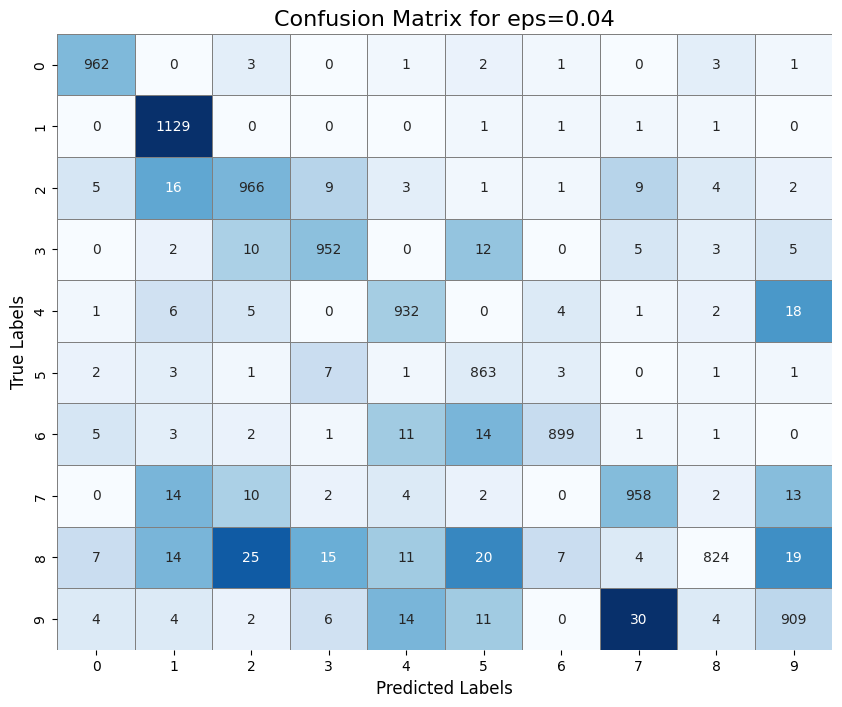 Confusion Matrix for eps=0.04
True Labels
0 962 0 3 0 1 2 1 0 3 1
1 0 1129 0 0 0 1 1 1 1 0
2 5 16 966 9 3 1 1 9 4 2
3 0 2 10 952 0 12 0 5 3 5
4 1 6 5 0 932 0 4 1 2 18
5 2 3 1 7 1 863 3 0 1 1
6 5 3 2 1 11 14 899 1 1 0
7 0 14 10 2 4 2 0 958 2 13
8 7 14 25 15 11 20 7 4 824 19
9 4 4 2 6 14 11 0 30 4 909
0 1 2 3 4 5 6 7 8 9
Predicted Labels